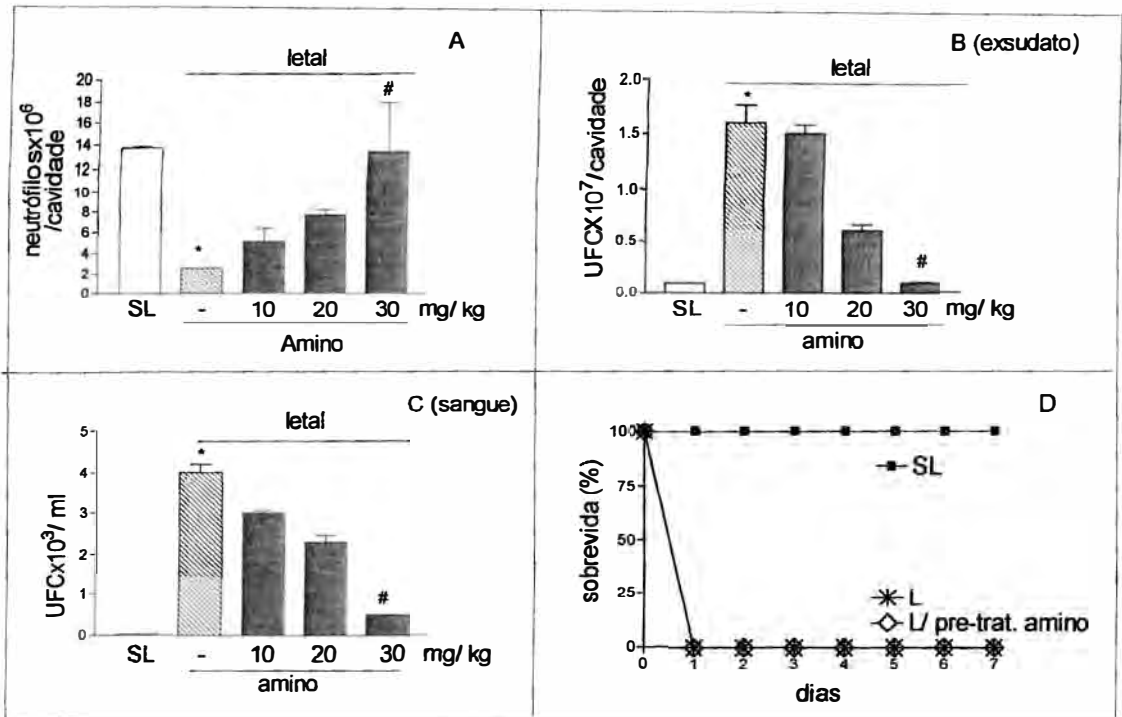 A
letal
neutrófilosx10⁶
/cavidade
20
18
16
14
12
10
8
6
4
2
0
*
#
SL - 10 20 30 mg/ kg
Amino
B (exsudato)
letal
UFCX10⁷/cavidade
2.0
1.5
1.0
0.5
0.0
*
#
SL - 10 20 30 mg/ kg
amino
C (sangue)
letal
UFCx10³/ ml
5
4
3
2
1
0
*
#
SL - 10 20 30 mg/ kg
amino
D
sobrevida (%)
100
75
50
25
0
SL
L
L/ pre-trat. amino
0 1 2 3 4 5 6 7
dias